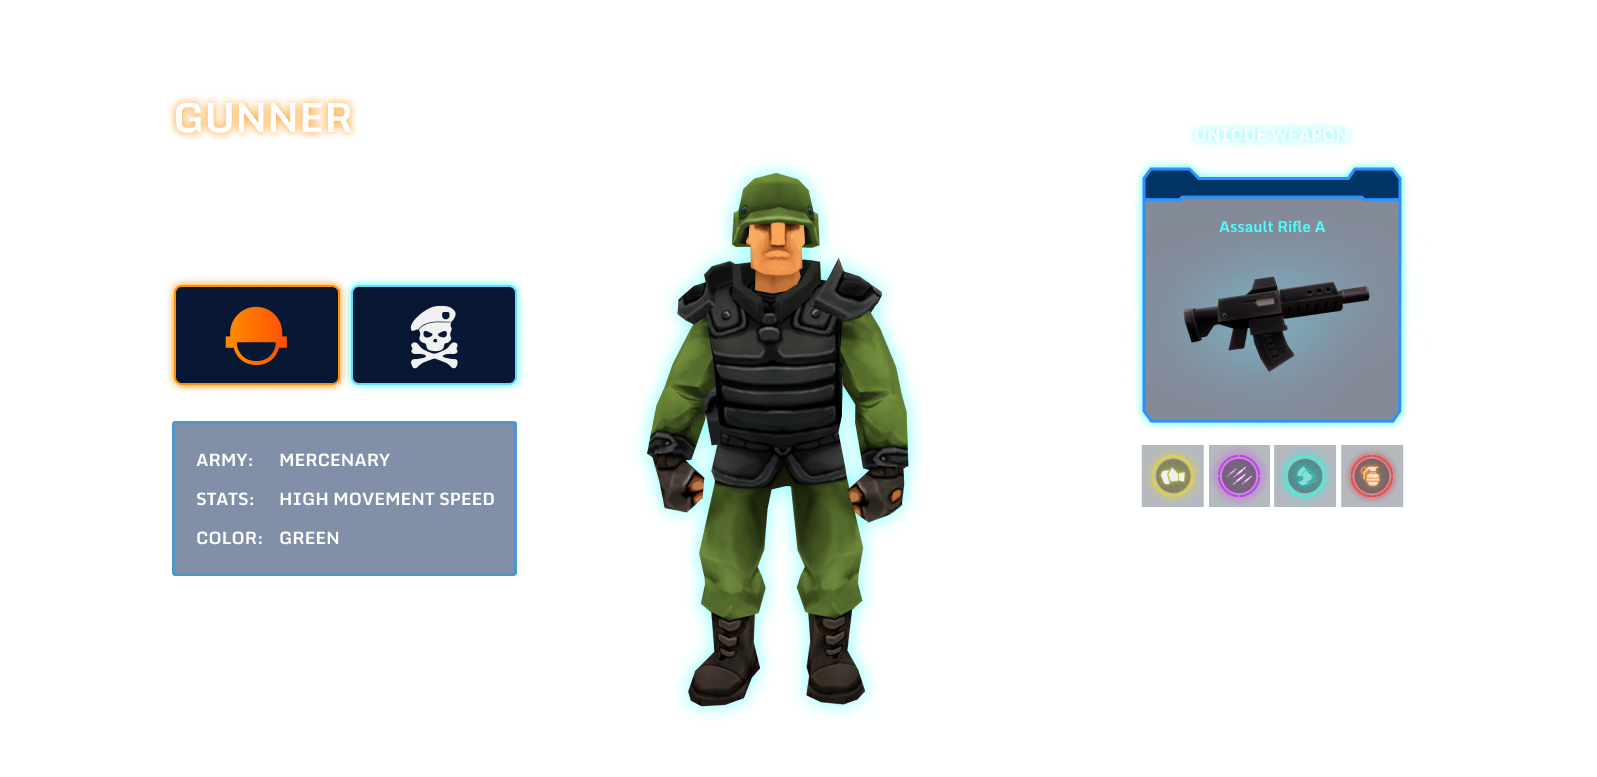 GUNNER
UNIQUE WEAPON
Assault Rifle A
ARMY: MERCENARY
STATS: HIGH MOVEMENT SPEED
COLOR: GREEN